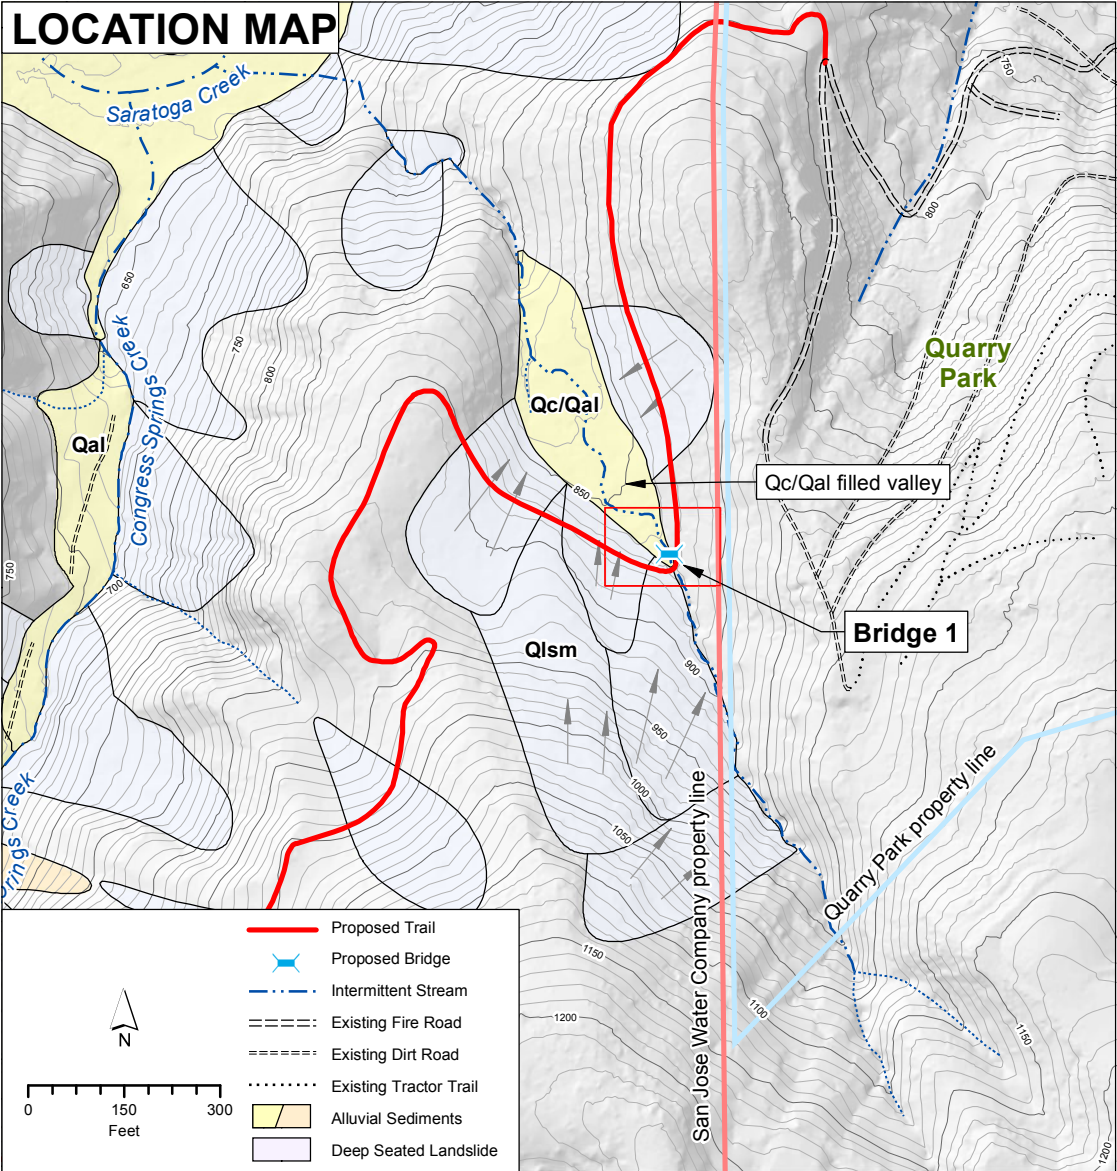 LOCATION MAP
Saratoga Creek
750
800
650
Congress Springs Creek
750
800
Quarry
Park
Qc/Qal
Qal
Qc/Qal filled valley
850
750
700
Bridge 1
Qlsm
900
950
1000
1050
San Jose Water Company property line
Quarry Park property line
rings Creek
1150
1200
1100
1150
1200
Proposed Trail
Proposed Bridge
Intermittent Stream
Existing Fire Road
Existing Dirt Road
Existing Tractor Trail
Alluvial Sediments
Deep Seated Landslide
N
0 150 300
Feet